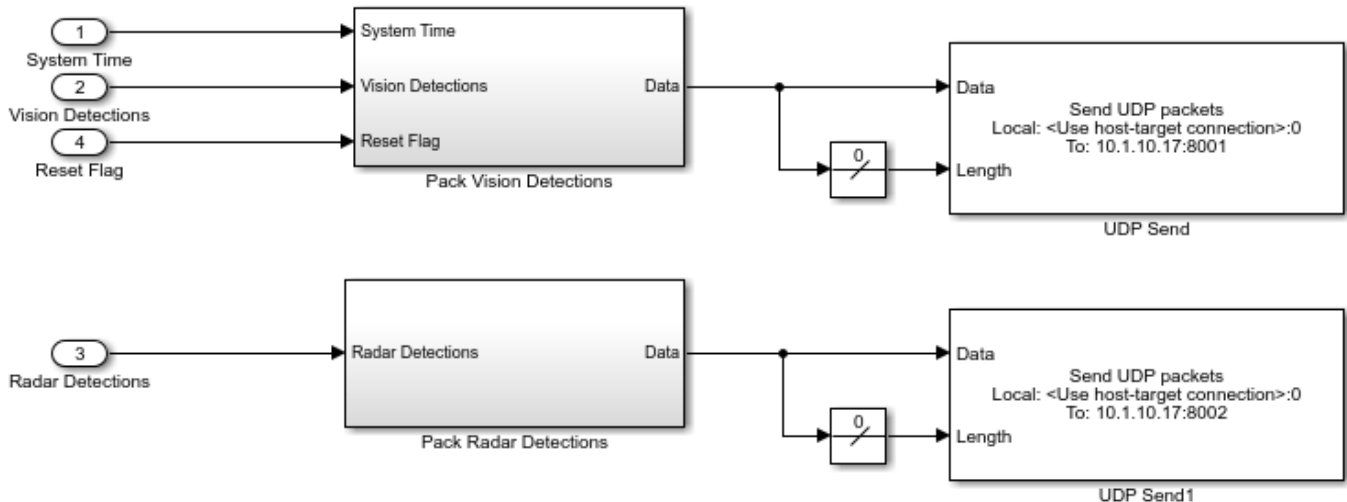 1
System Time
2
Vision Detections
4
Reset Flag
System Time
Vision Detections
Reset Flag
Data
Pack Vision Detections
0
Data
Length
Send UDP packets
Local: <Use host-target connection>:0
To: 10.1.10.17:8001
UDP Send
3
Radar Detections
Radar Detections
Data
Pack Radar Detections
0
Data
Length
Send UDP packets
Local: <Use host-target connection>:0
To: 10.1.10.17:8002
UDP Send1